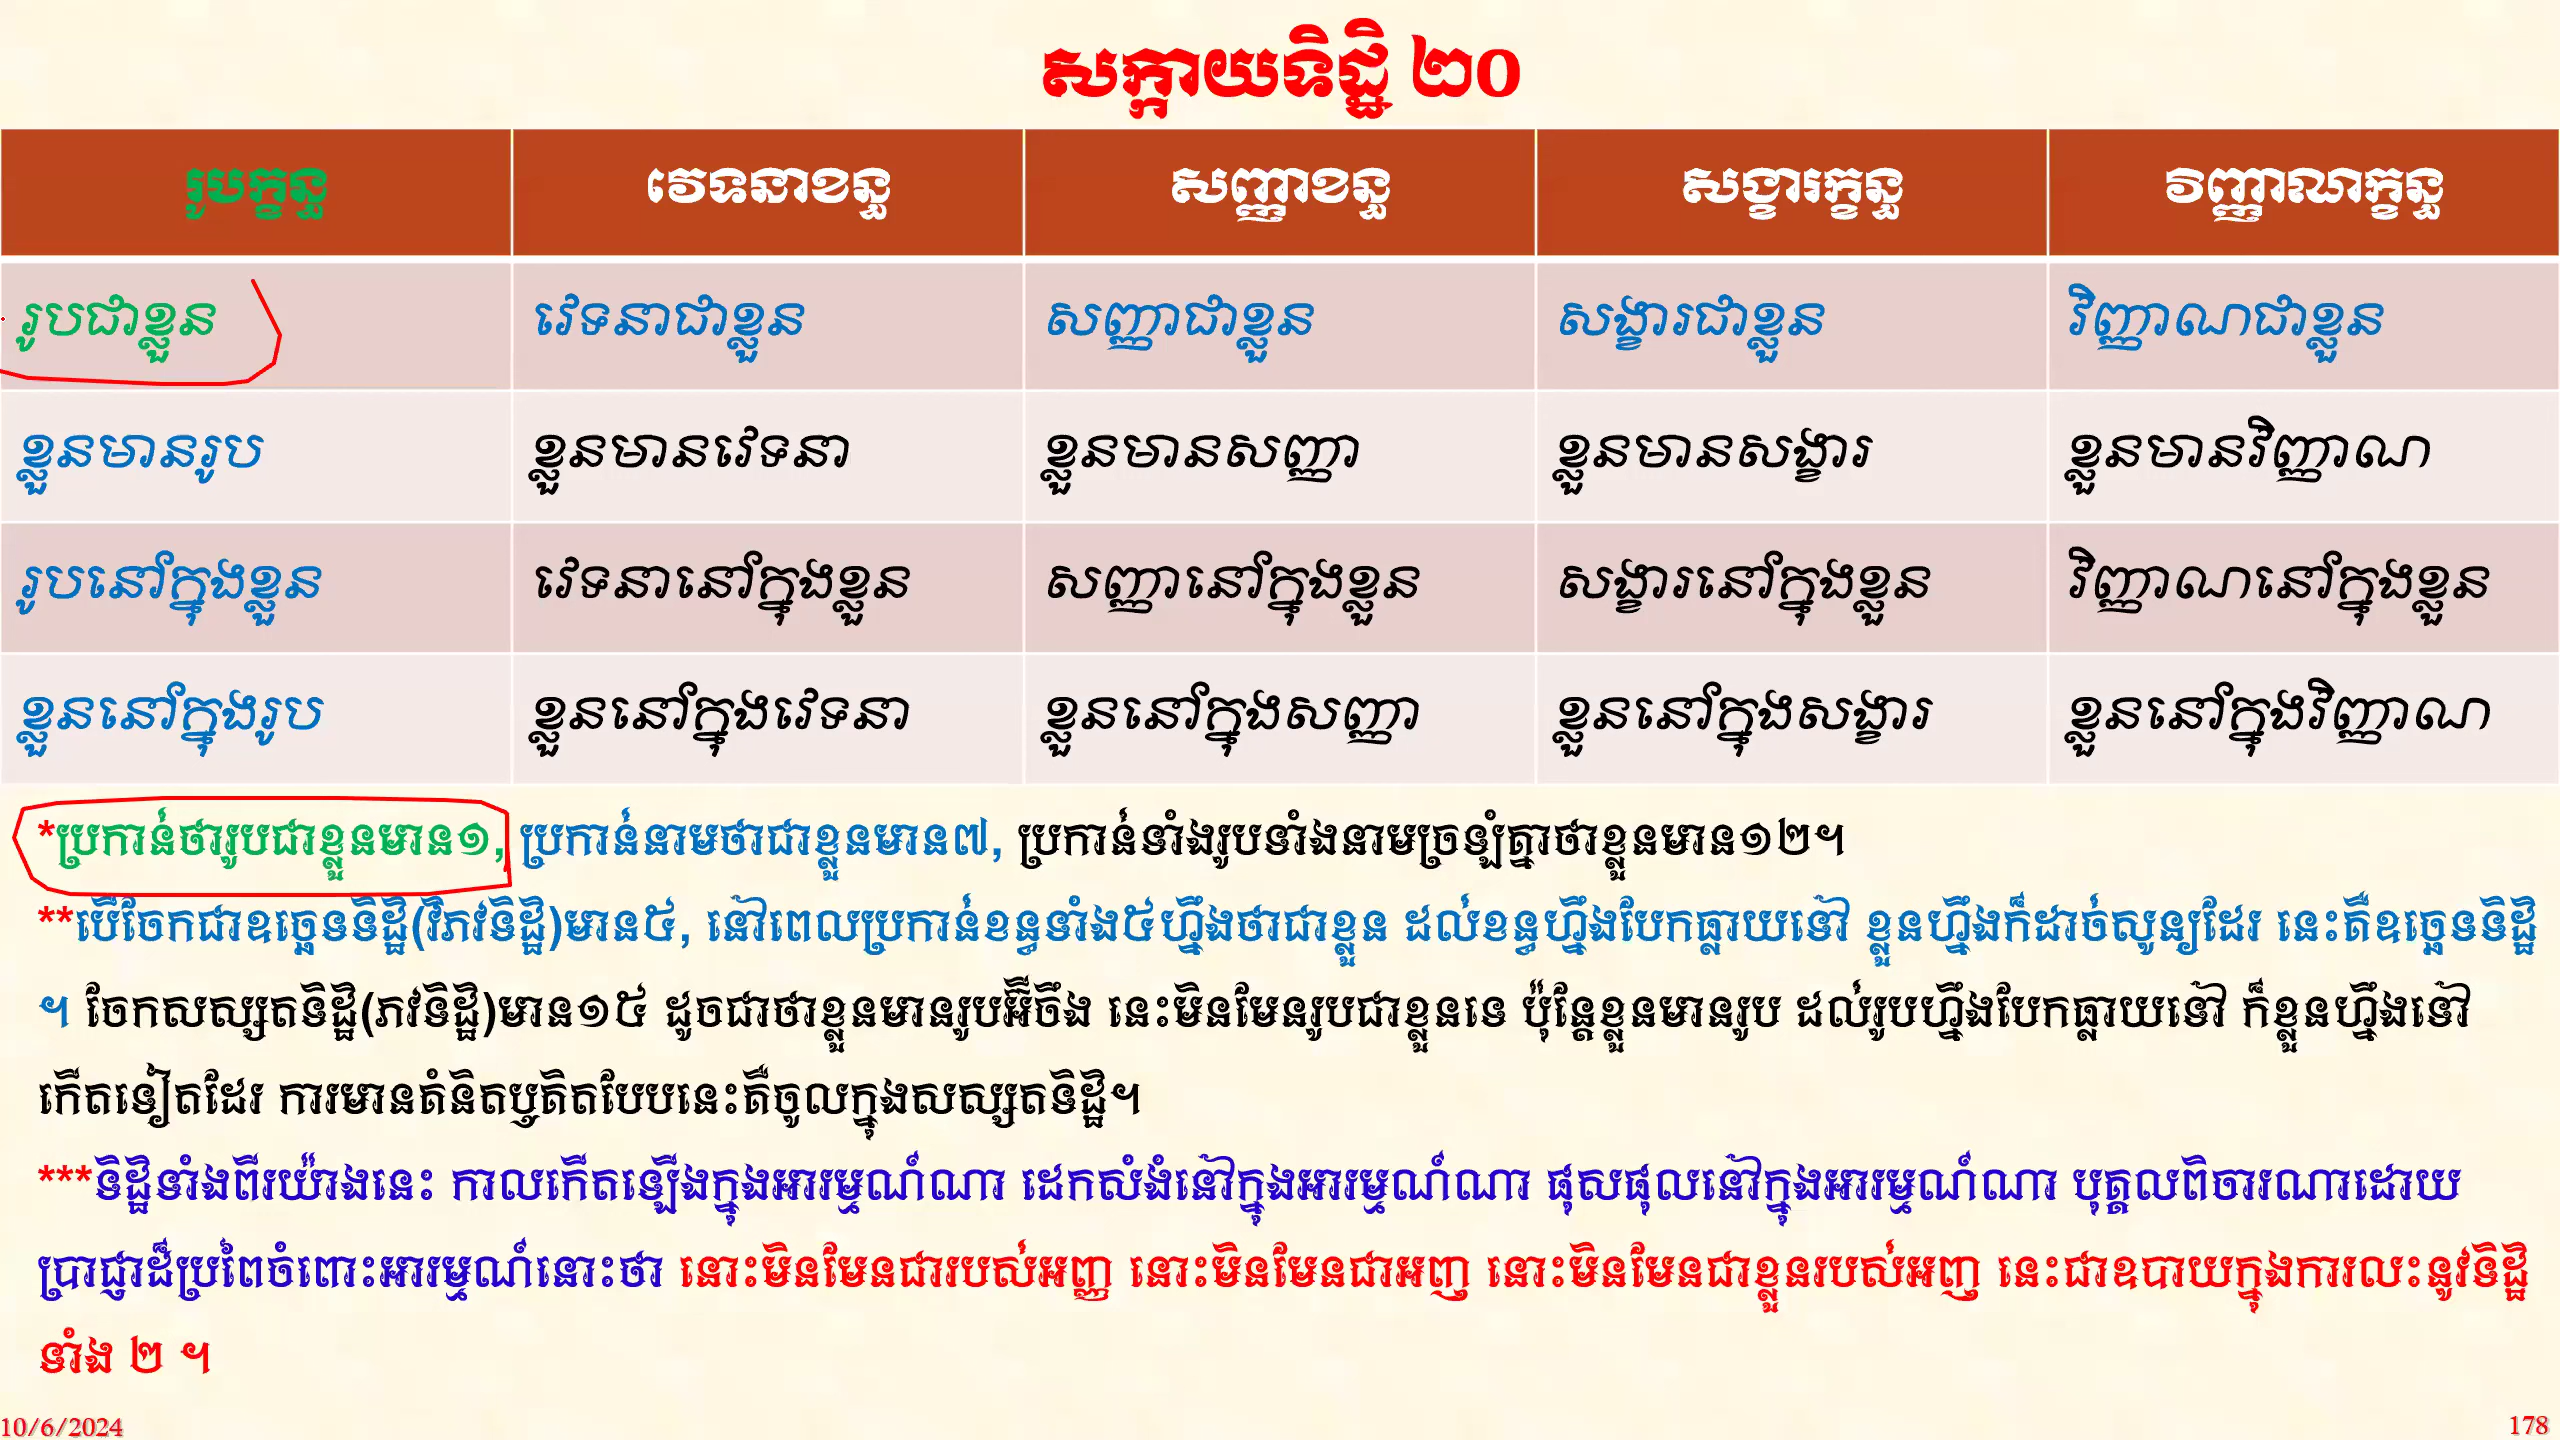 សក្កាយទិដ្ឋិ ២០
រូបក្ខន្ធ វេទនាខន្ធ សញ្ញាខន្ធ សង្ខារក្ខន្ធ វិញ្ញាណក្ខន្ធ
រូបជាខ្លួន វេទនាជាខ្លួន សញ្ញាជាខ្លួន សង្ខារជាខ្លួន វិញ្ញាណជាខ្លួន
ខ្លួនមានរូប ខ្លួនមានវេទនា ខ្លួនមានសញ្ញា ខ្លួនមានសង្ខារ ខ្លួនមានវិញ្ញាណ
រូបនៅក្នុងខ្លួន វេទនានៅក្នុងខ្លួន សញ្ញានៅក្នុងខ្លួន សង្ខារនៅក្នុងខ្លួន វិញ្ញាណនៅក្នុងខ្លួន
ខ្លួននៅក្នុងរូប ខ្លួននៅក្នុងវេទនា ខ្លួននៅក្នុងសញ្ញា ខ្លួននៅក្នុងសង្ខារ ខ្លួននៅក្នុងវិញ្ញាណ
*ប្រកាន់ថារូបជាខ្លួនមាន១, ប្រកាន់នាមថាជាខ្លួនមាន៧, ប្រកាន់ទាំងរូបទាំងនាមច្រឡំគ្នាថាខ្លួនមាន១២។
**បើចែកជាឧច្ឆេទទិដ្ឋិ(វិភវទិដ្ឋិ)មាន៥, នៅពេលប្រកាន់ខន្ធទាំង៥ហ្នឹងថាជាខ្លួន ដល់ខន្ធហ្នឹងបែកធ្លាយទៅ ខ្លួនហ្នឹងក៏ដាច់សូន្យដែរ នេះគឺឧច្ឆេទទិដ្ឋិ
។ ចែកសស្សតទិដ្ឋិ(ភវទិដ្ឋិ)មាន១៥ ដូចជាថាខ្លួនមានរូបអ៊ីចឹង នេះមិនមែនរូបជាខ្លួនទេ ប៉ុន្តែខ្លួនមានរូប ដល់រូបហ្នឹងបែកធ្លាយទៅ ក៏ខ្លួនហ្នឹងទៅ
កើតទៀតដែរ ការមានគំនិតឫគិតបែបនេះគឺចូលក្នុងសស្សតទិដ្ឋិ។
***ទិដ្ឋិទាំងពីរយ៉ាងនេះ កាលកើតឡើងក្នុងអារម្មណ៍ណា ដេកសំងំនៅក្នុងអារម្មណ៍ណា ផុសផុលនៅក្នុងអារម្មណ៍ណា បុគ្គលពិចារណាដោយ
ប្រាជ្ញាដ៏ប្រពៃចំពោះអារម្មណ៍នោះថា នោះមិនមែនជារបស់អញ្ញ នោះមិនមែនជាអញ នោះមិនមែនជាខ្លួនរបស់អញ នេះជាឧបាយក្នុងការលះនូវទិដ្ឋិ
ទាំង ២ ។
10/6/2024 178